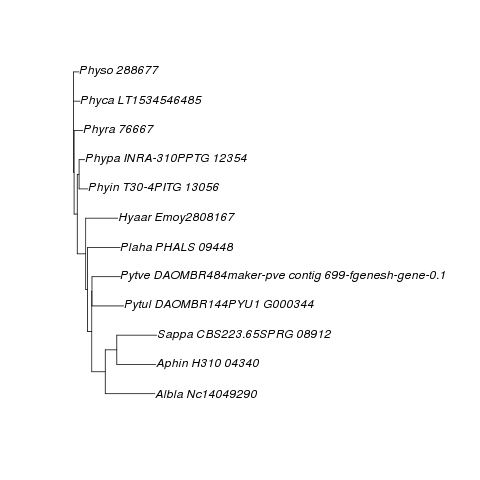 Physo 288677
Phyca LT1534546485
Phyra 76667
Phypa INRA-310PPTG 12354
Phyin T30-4PITG 13056
Hyaar Emoy2808167
Plaha PHALS 09448
Pytve DAOMBR484maker-pve contig 699-fgenesh-gene-0.1
Pytul DAOMBR144PYU1 G000344
Sappa CBS223.65SPRG 08912
Aphin H310 04340
Albla Nc14049290